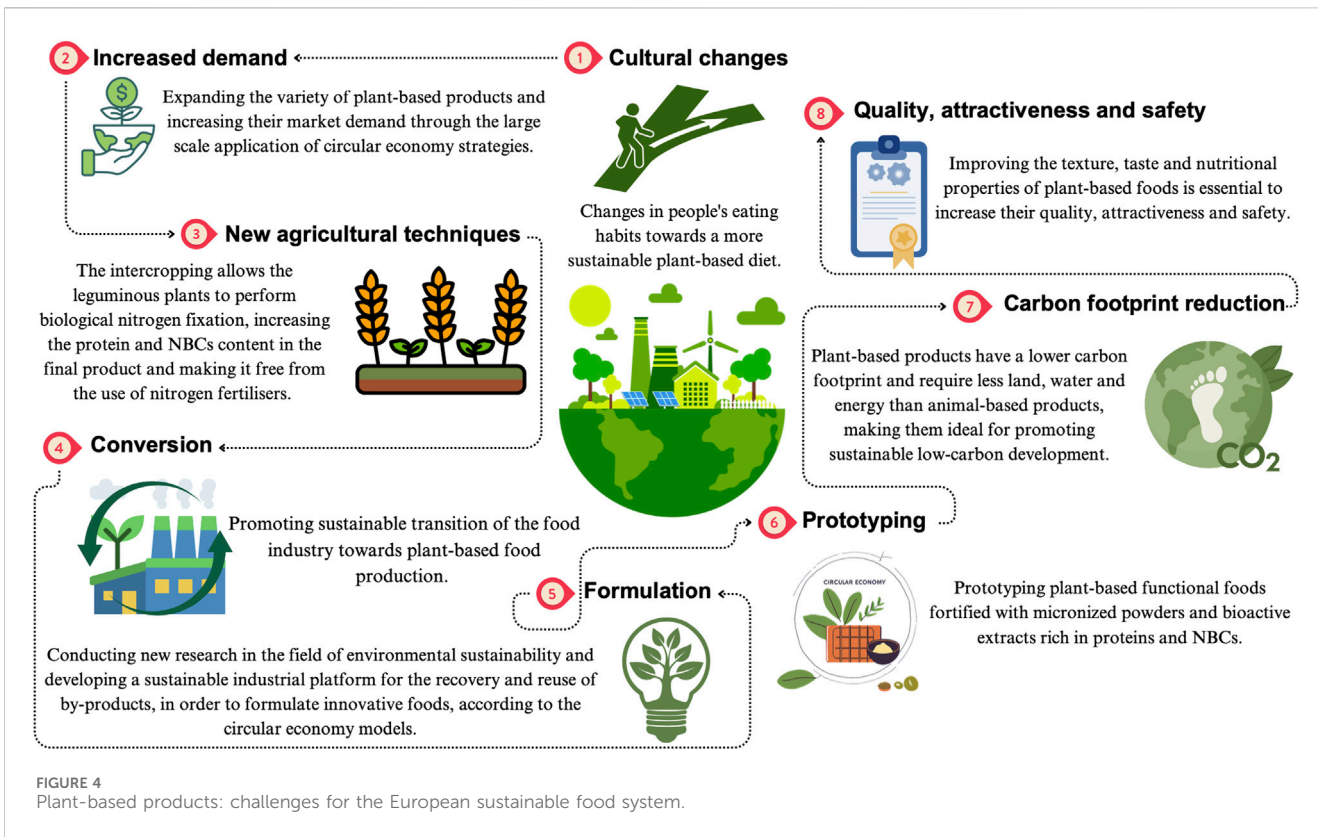 1 Cultural changes
Changes in people's eating
habits towards a more
sustainable plant-based diet.
2 Increased demand
Expanding the variety of plant-based products and
increasing their market demand through the large
scale application of circular economy strategies.
3 New agricultural techniques
The intercropping allows the
leguminous plants to perform
biological nitrogen fixation, increasing
the protein and NBCs content in the
final product and making it free from
the use of nitrogen fertilisers.
4 Conversion
Promoting sustainable transition of the food
industry towards plant-based food
production.
5 Formulation
Conducting new research in the field of environmental sustainability and
developing a sustainable industrial platform for the recovery and reuse of
by-products, in order to formulate innovative foods, according to the
circular economy models.
6 Prototyping
CIRCULAR ECONOMY
Prototyping plant-based functional foods
fortified with micronized powders and bioactive
extracts rich in proteins and NBCs.
7 Carbon footprint reduction
Plant-based products have a lower carbon
footprint and require less land, water and
energy than animal-based products,
making them ideal for promoting
sustainable low-carbon development.
CO₂
8 Quality, attractiveness and safety
Improving the texture, taste and nutritional
properties of plant-based foods is essential to
increase their quality, attractiveness and safety.
$
FIGURE 4
Plant-based products: challenges for the European sustainable food system.